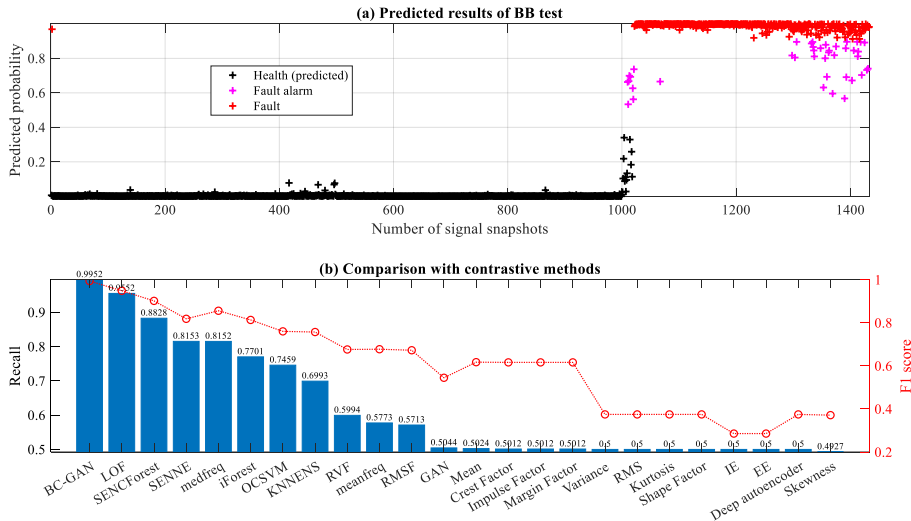 (a) Predicted results of BB test
Predicted probability
0.8
0.6
0.4
0.2
Health (predicted)
Fault alarm
Fault
0 200 400 600 800 1000 1200 1400
Number of signal snapshots
(b) Comparison with contrastive methods
Recall
0.9
0.8
0.7
0.6
0.5
0.9952
0.9552
0.8828
0.8153
0.8152
0.7701
0.7459
0.6993
0.5994
0.5773
0.5713
0.5044
0.5024
0.5012
0.5012
0.5012
0.5
0.5
0.5
0.5
0.5
0.5
0.5
0.4927
1
0.8
0.6
0.4
0.2
F1 score
BC-GAN
LOF
SENCForest
SENNE
medfreq
iForest
OCSVM
KNNENS
RVF
meanfreq
RMSF
GAN
Mean
Crest Factor
Impulse Factor
Margin Factor
Variance
RMS
Kurtosis
Shape Factor
IE
EE
Deep autoencoder
Skewness